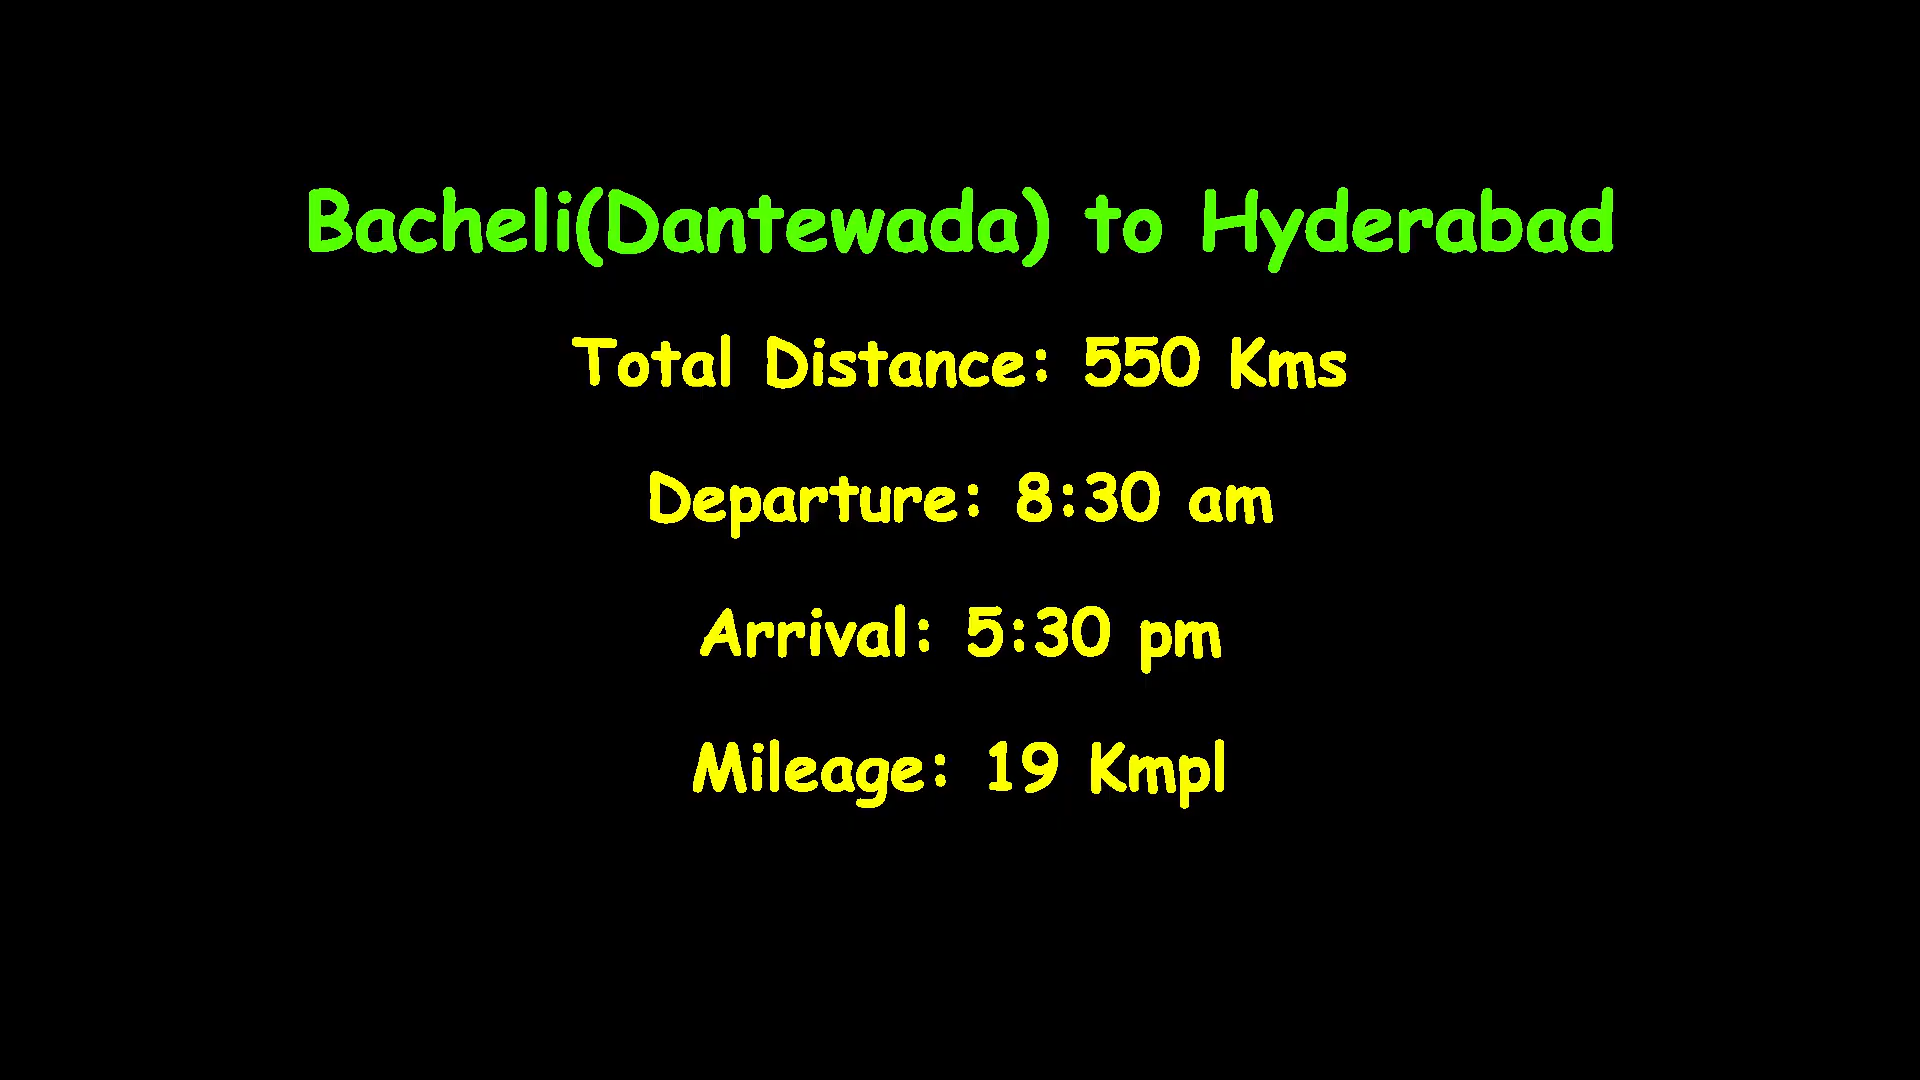 Bacheli(Dantewada) to Hyderabad
Total Distance: 550 Kms
Departure: 8:30 am
Arrival: 5:30 pm
Mileage: 19 Kmpl